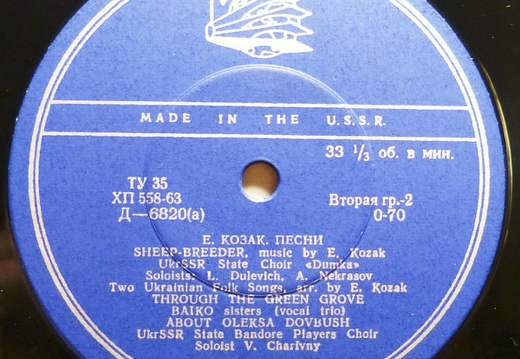 MADE IN THE U.S.S.R.
33 1/3 об. в мин.
ТУ 35
ХП 558-63
Д—6820(а)
Вторая гр.-2
0-70
Е. КОЗАК. ПЕСНИ
SHEEP-BREEDER, music by E. Kozak
UkrSSR State Choir «Dumka»
Soloists: I. Dulevich, A. Nekrasov
Two Ukrainian Folk Songs, arr. by E. Kozak
THROUGH THE GREEN GROVE
BAIKO sisters (vocal trio)
ABOUT OLEKSA DOVBUSH
UkrSSR State Bandore Players Choir
Soloist V. Charivny